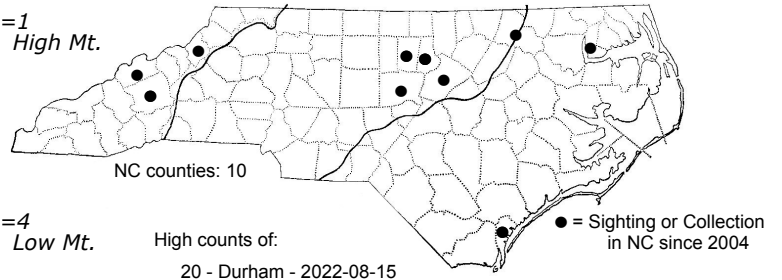 =1
High Mt.
NC counties: 10
=4
Low Mt.
High counts of:
20 - Durham - 2022-08-15
● = Sighting or Collection
in NC since 2004